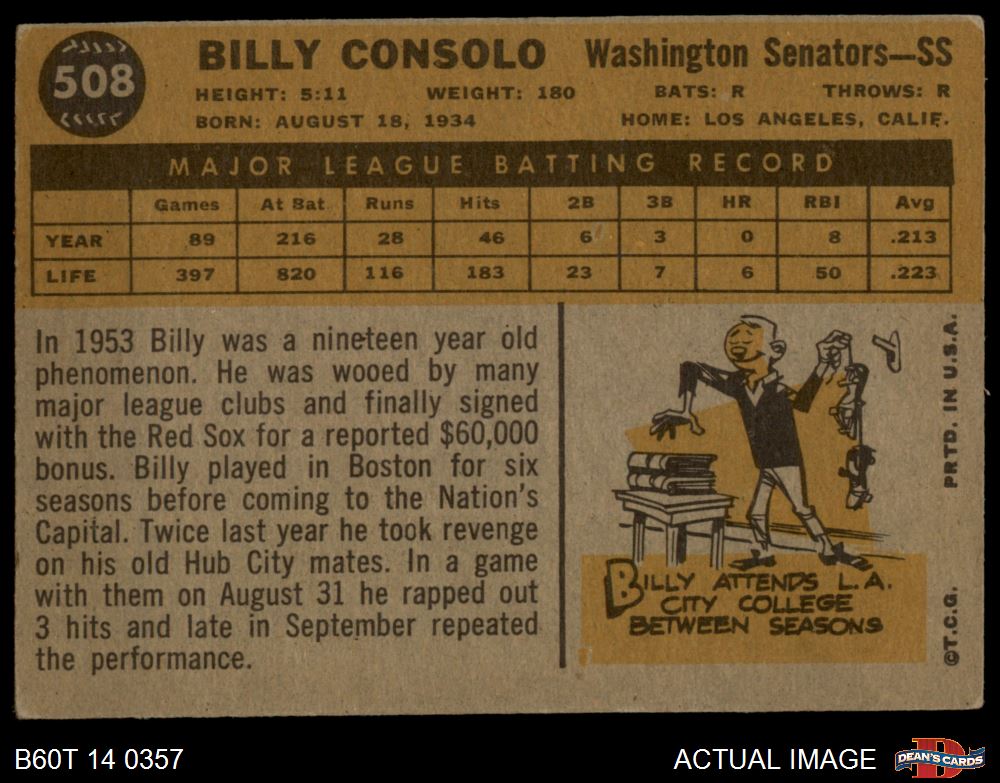 508
BILLY CONSOLO Washington Senators—SS
HEIGHT: 5:11 WEIGHT: 180 BATS: R THROWS: R
BORN: AUGUST 18, 1934 HOME: LOS ANGELES, CALIF.
MAJOR LEAGUE BATTING RECORD
Games At Bat Runs Hits 2B 3B HR RBI Avg
YEAR 89 216 28 46 6 3 0 8 .213
LIFE 397 820 116 183 23 7 6 50 .223
In 1953 Billy was a nineteen year old
phenomenon. He was wooed by many
major league clubs and finally signed
with the Red Sox for a reported $60,000
bonus. Billy played in Boston for six
seasons before coming to the Nation's
Capital. Twice last year he took revenge
on his old Hub City mates. In a game
with them on August 31 he rapped out
3 hits and late in September repeated
the performance.
BILLY ATTENDS L.A.
CITY COLLEGE
BETWEEN SEASONS
©T.C.G. PRTD. IN U.S.A.
B60T 14 0357 ACTUAL IMAGE
D
DEAN'S CARDS